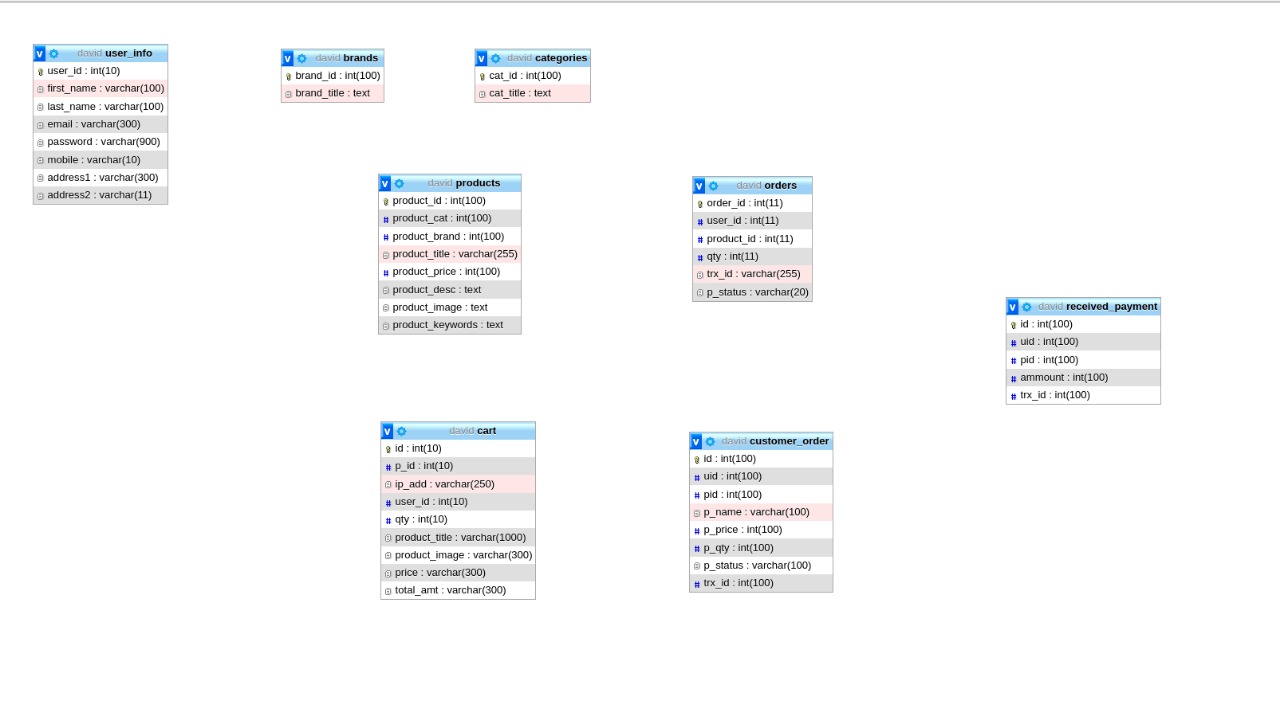 v david user_info
user_id : int(10)
first_name : varchar(100)
last_name : varchar(100)
email : varchar(300)
password : varchar(900)
mobile : varchar(10)
address1 : varchar(300)
address2 : varchar(11)
v david brands
brand_id : int(100)
brand_title : text
v david categories
cat_id : int(100)
cat_title : text
v david products
product_id : int(100)
# product_cat : int(100)
# product_brand : int(100)
product_title : varchar(255)
# product_price : int(100)
product_desc : text
product_image : text
product_keywords : text
v david orders
order_id : int(11)
# user_id : int(11)
# product_id : int(11)
# qty : int(11)
trx_id : varchar(255)
p_status : varchar(20)
v david received_payment
id : int(100)
# uid : int(100)
# pid : int(100)
# ammount : int(100)
# trx_id : int(100)
v david cart
id : int(10)
# p_id : int(10)
ip_add : varchar(250)
# user_id : int(10)
# qty : int(10)
product_title : varchar(1000)
product_image : varchar(300)
price : varchar(300)
total_amt : varchar(300)
v david customer_order
id : int(100)
# uid : int(100)
# pid : int(100)
p_name : varchar(100)
# p_price : int(100)
# p_qty : int(100)
p_status : varchar(100)
# trx_id : int(100)